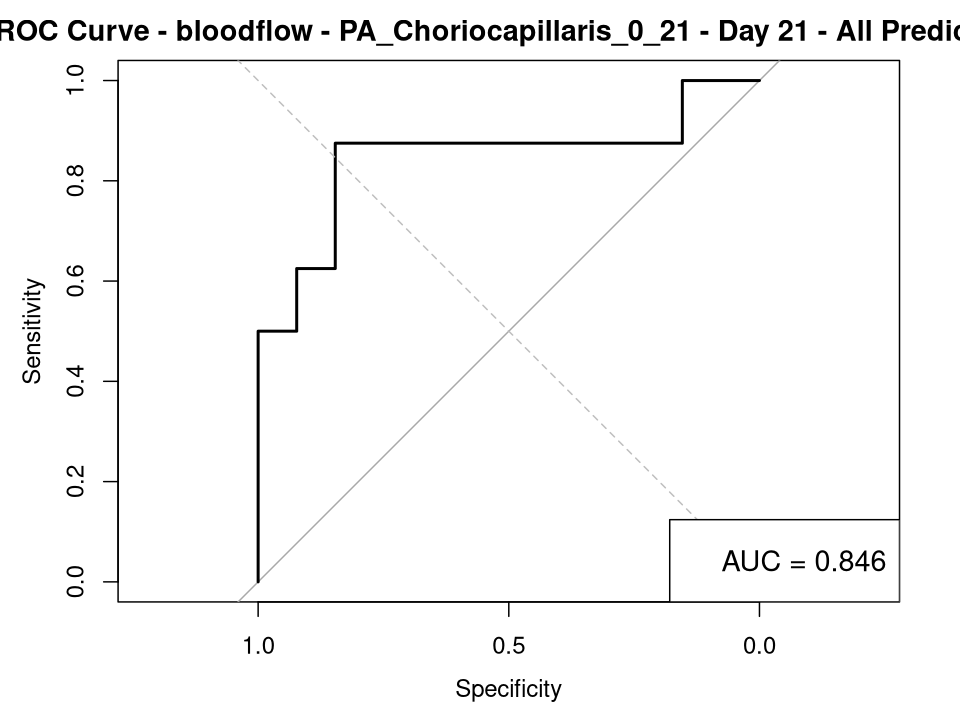 ROC Curve - bloodflow - PA_Choriocapillaris_0_21 - Day 21 - All Predic
1.0
0.8
0.6
0.4
0.2
0.0
Sensitivity
AUC = 0.846
1.0 0.5 0.0
Specificity